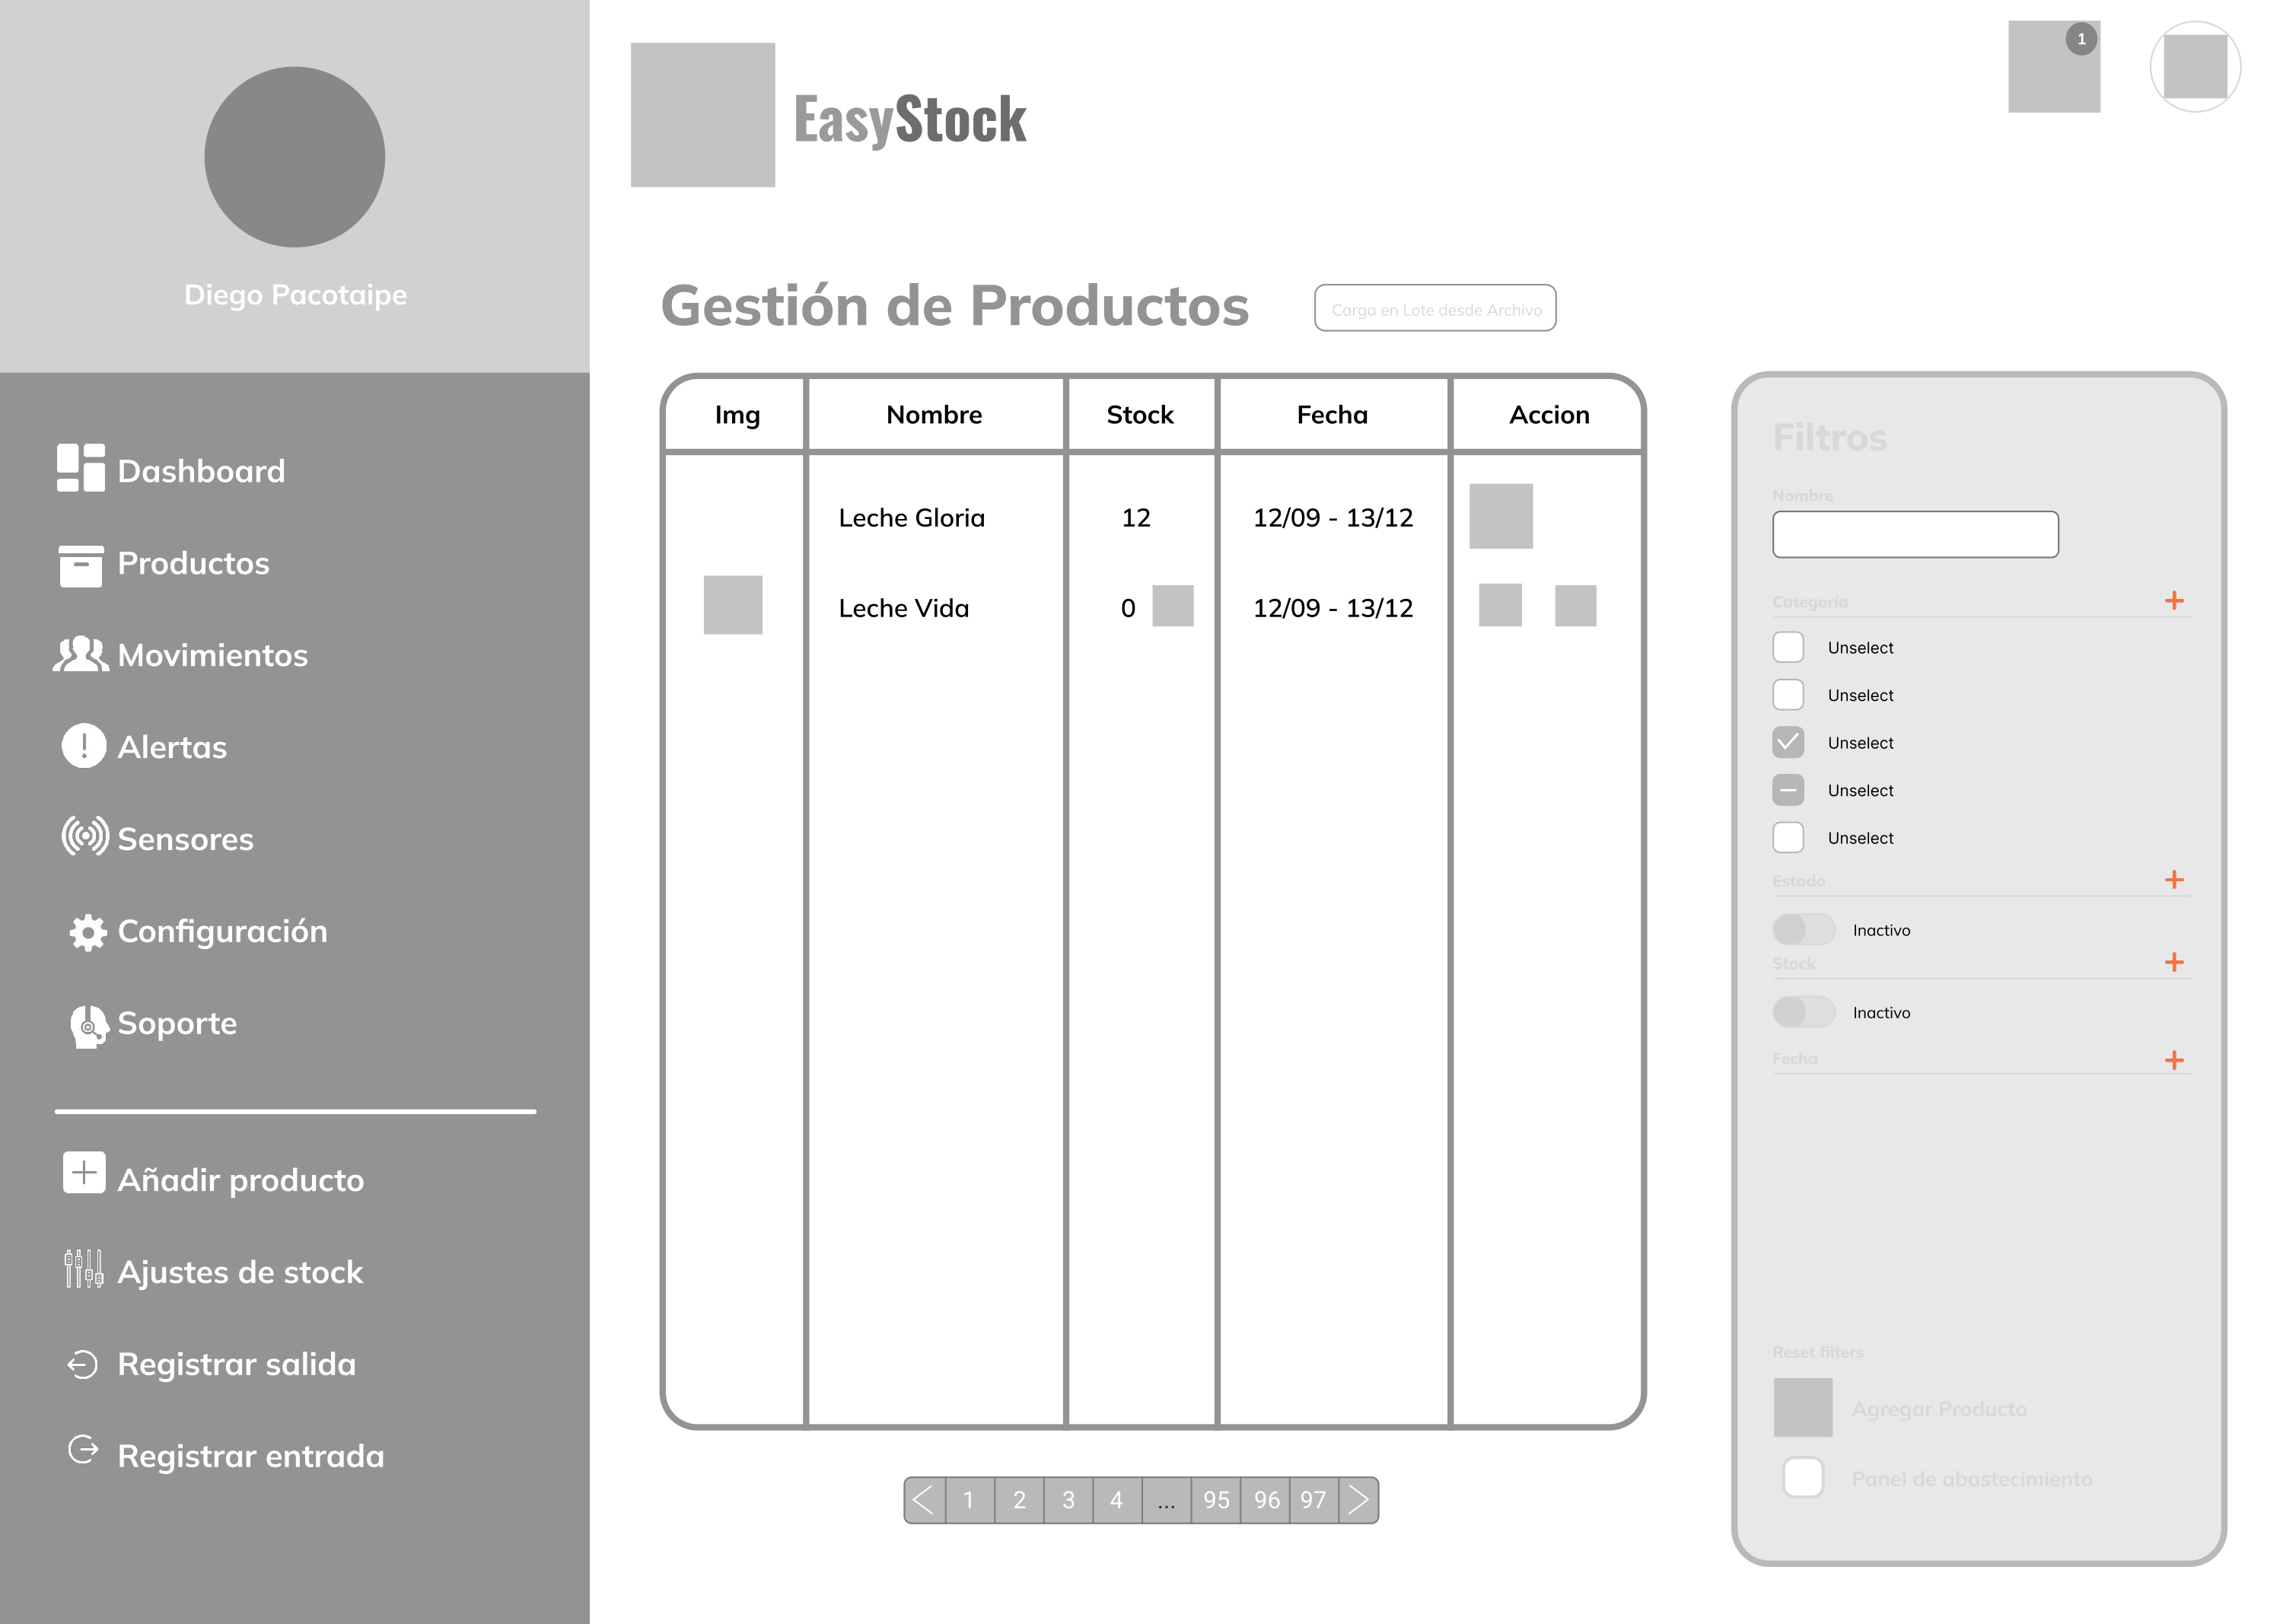 1
EasyStock
Diego Pacotaipe
Gestión de Productos
Carga en Lote desde Archivo
Dashboard
Productos
Movimientos
Alertas
Sensores
Configuración
Soporte
Añadir producto
Ajustes de stock
Registrar salida
Registrar entrada
Img Nombre Stock Fecha Accion
Leche Gloria 12 12/09 - 13/12
Leche Vida 0 12/09 - 13/12
1 2 3 4 ... 95 96 97
Filtros
Nombre
Categoría
Unselect
Unselect
Unselect
Unselect
Unselect
Estado
Inactivo
Stock
Inactivo
Fecha
Reset filters
Agregar Producto
Panel de abastecimiento